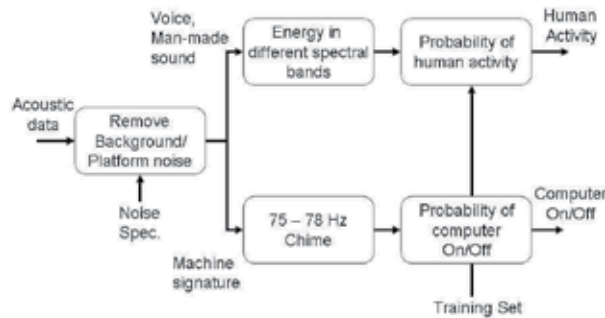 Voice,
Man-made
sound
Energy in
different spectral
bands
Probability of
human activity
Human
Activity
Acoustic
data
Remove
Background/
Platform noise
Noise
Spec.
75 – 78 Hz
Chime
Machine
signature
Probability of
computer
On/Off
Computer
On/Off
Training Set